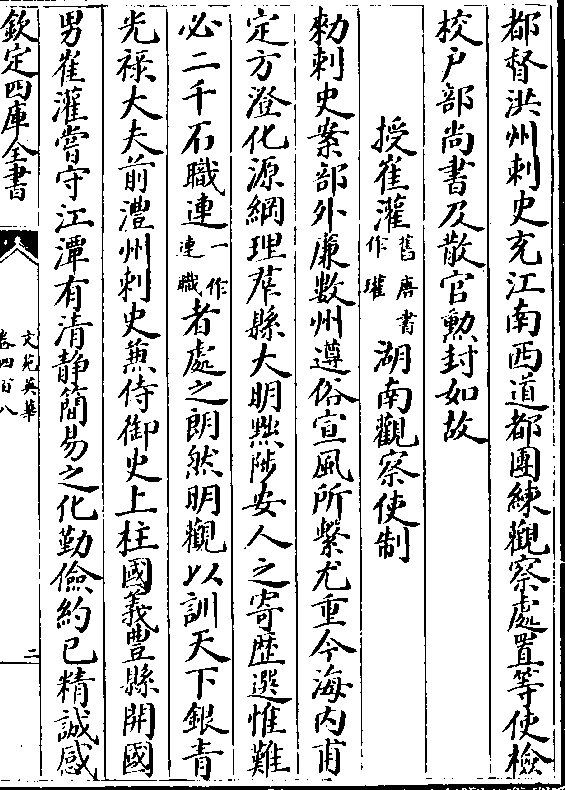 都督洪州刺史充江南西道都團練觀察處置等使檢
校户部尚書及散官勲封如故
授崔灌舊唐書作瓘湖南觀察使制
勑刺史案部外廉數州遵俗宣風所繫尤重今海内甫
定方澄化源綱理羣縣大明黜陟安人之寄歴選惟難
必二千石職連一作連職者處之朗然明觀以訓天下銀青
光禄大夫前澧州刺史兼侍御史上柱國義豐縣開國
男崔灌嘗守江潭有清静簡易之化勤儉約已精誠感
欽定四庫全書
文苑英華
卷四百八
二